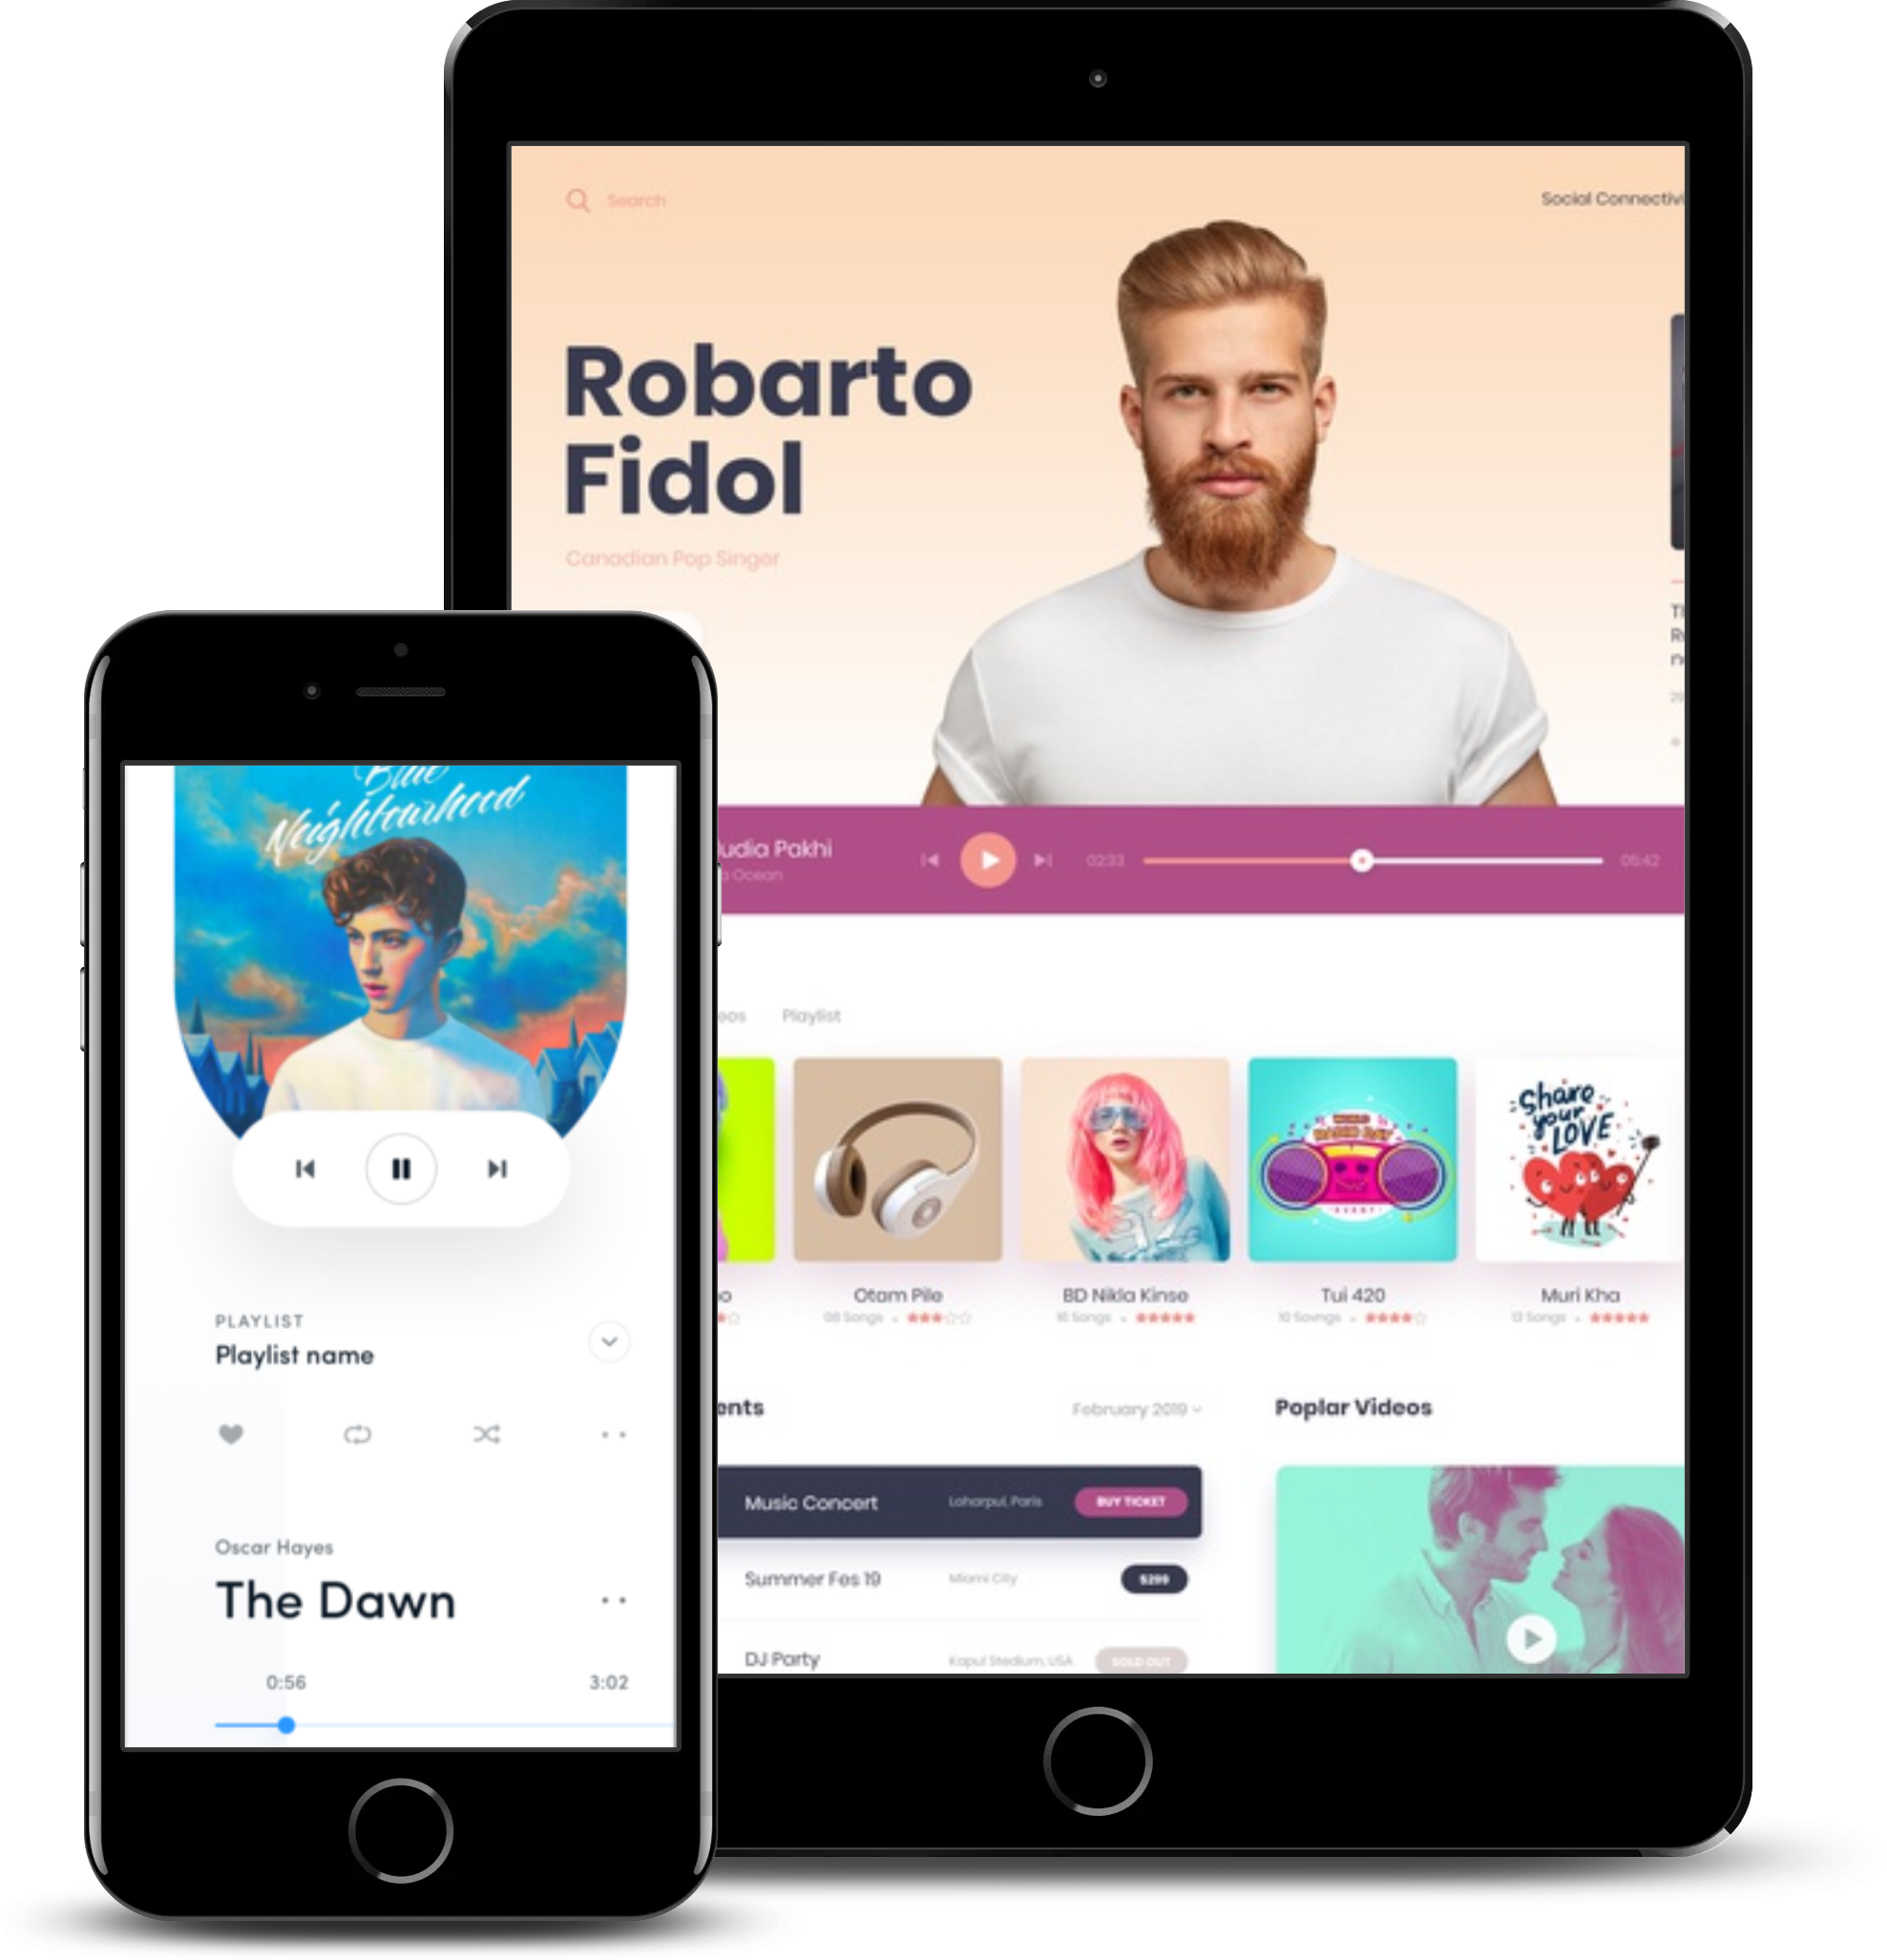 Search
Social Connectivi
Robarto
Fidol
Canadian Pop Singer
udia Pakhi
Ocean
02:33
05:42
eos
Playlist
Share
your
LOVE
Otam Pile
BD Nikla Kinse
Tui 420
Muri Kha
08 Songs
16 Songs
10 Sovngs
13 Songs
ents
February 2019
Poplar Videos
Music Concert
Loharpul, Paris
BUY TICKET
Summer Fes 19
Miomi City
$299
DJ Party
Kapul Stedium, USA
SOLD OUT
Blue
Neighbourhood
PLAYLIST
Playlist name
Oscar Hayes
The Dawn
0:56
3:02